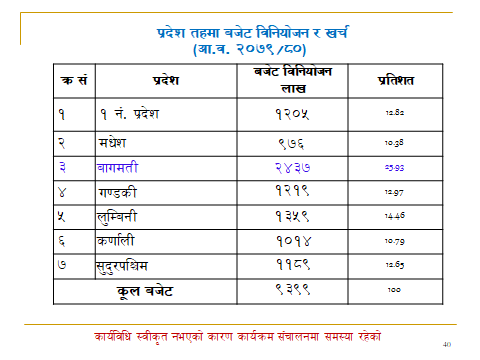 प्रदेश तहमा बजेट विनियोजन र खर्च
(आ.व. २०७९/८०)
क्र सं प्रदेश बजेट विनियोजन लाख प्रतिशत
१ १ नं. प्रदेश १२०५ 12.82
२ मधेश ९७६ 10.38
३ बागमती २४३७ 25.93
४ गण्डकी १२१९ 12.97
५ लुम्बिनी १३५९ 14.46
६ कर्णाली १०१४ 10.79
७ सुदुरपश्चिम ११८९ 12.65
कूल बजेट ९३९९ 100
कार्यविधि स्वीकृत नभएको कारण कार्यक्रम संचालनमा समस्या रहेको
40